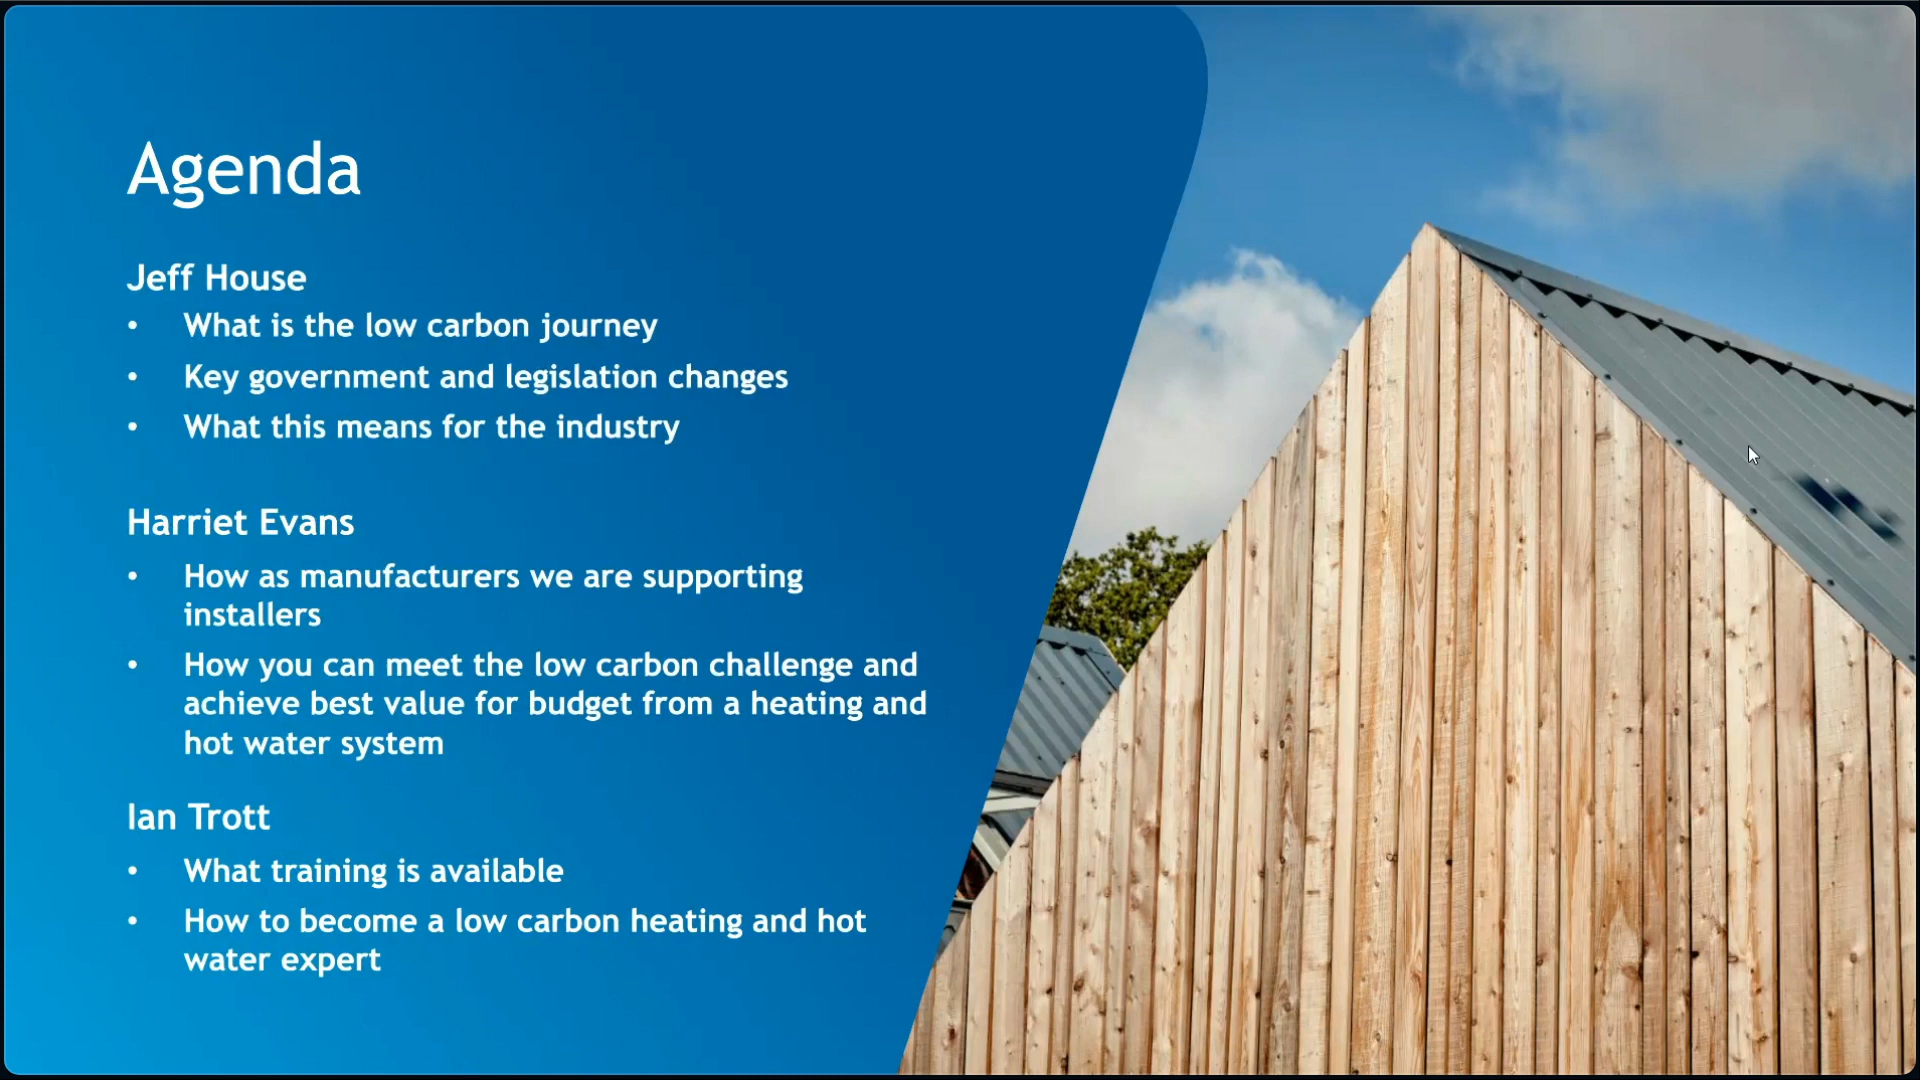 Agenda
Jeff House
• What is the low carbon journey
• Key government and legislation changes
• What this means for the industry
Harriet Evans
• How as manufacturers we are supporting
installers
• How you can meet the low carbon challenge and
achieve best value for budget from a heating and
hot water system
Ian Trott
• What training is available
• How to become a low carbon heating and hot
water expert